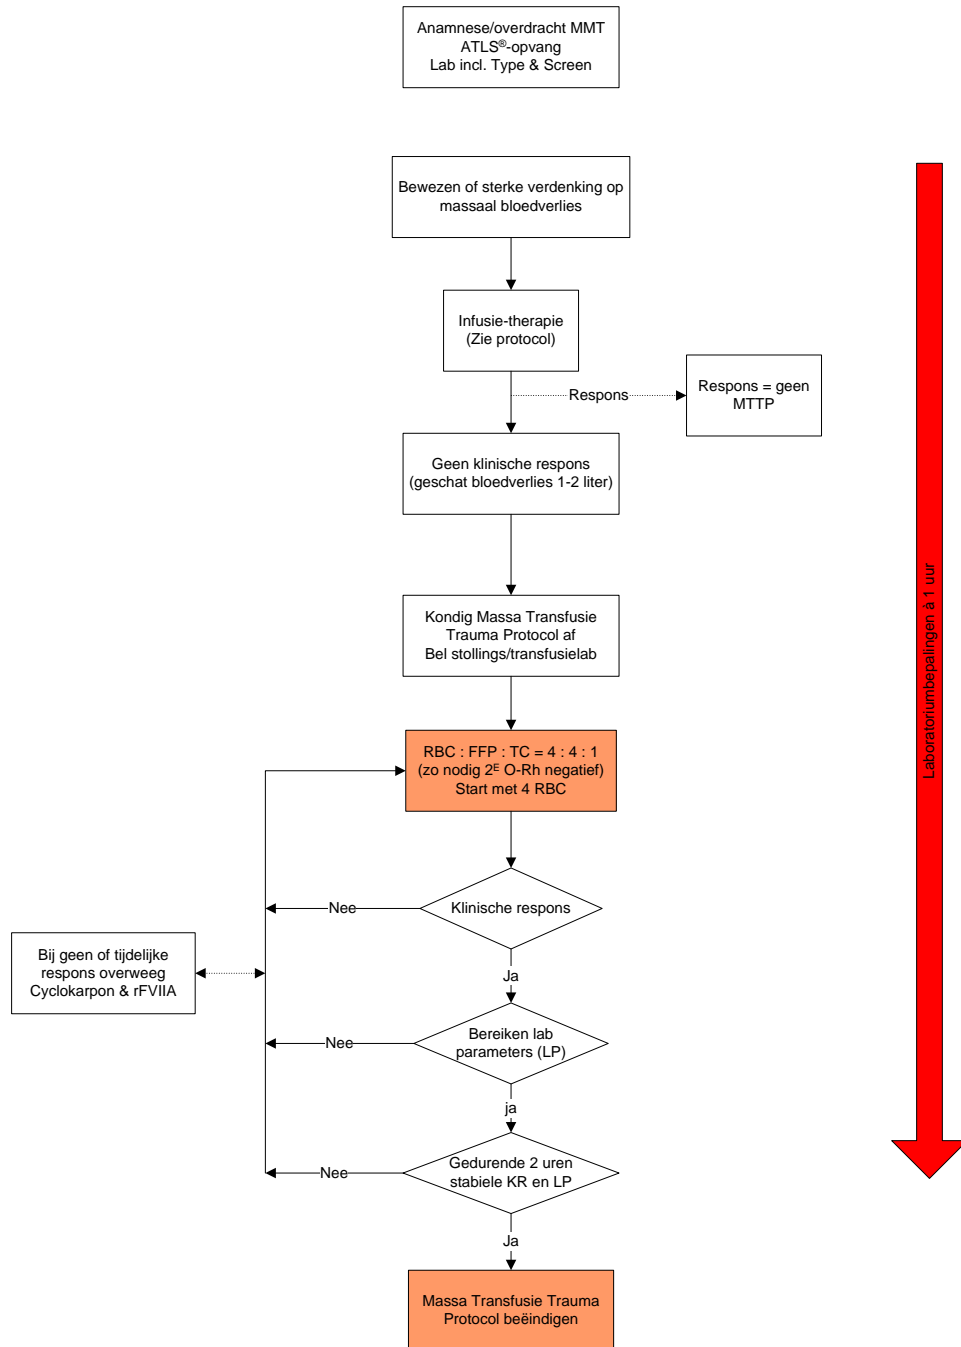 Anamnese/overdracht MMT
ATLS®-opvang
Lab incl. Type & Screen
Bewezen of sterke verdenking op
massaal bloedverlies
Infusie-therapie
(Zie protocol)
Respons
Respons = geen
MTTP
Geen klinische respons
(geschat bloedverlies 1-2 liter)
Kondig Massa Transfusie
Trauma Protocol af
Bel stollings/transfusielab
RBC : FFP : TC = 4 : 4 : 1
(zo nodig 2ᴱ O-Rh negatief)
Start met 4 RBC
Klinische respons
Nee
Bij geen of tijdelijke
respons overweeg
Cyclokarpon & rFVIIA
Ja
Bereiken lab
parameters (LP)
Nee
ja
Gedurende 2 uren
stabiele KR en LP
Nee
Ja
Massa Transfusie Trauma
Protocol beëindigen
Laboratoriumbepalingen à 1 uur